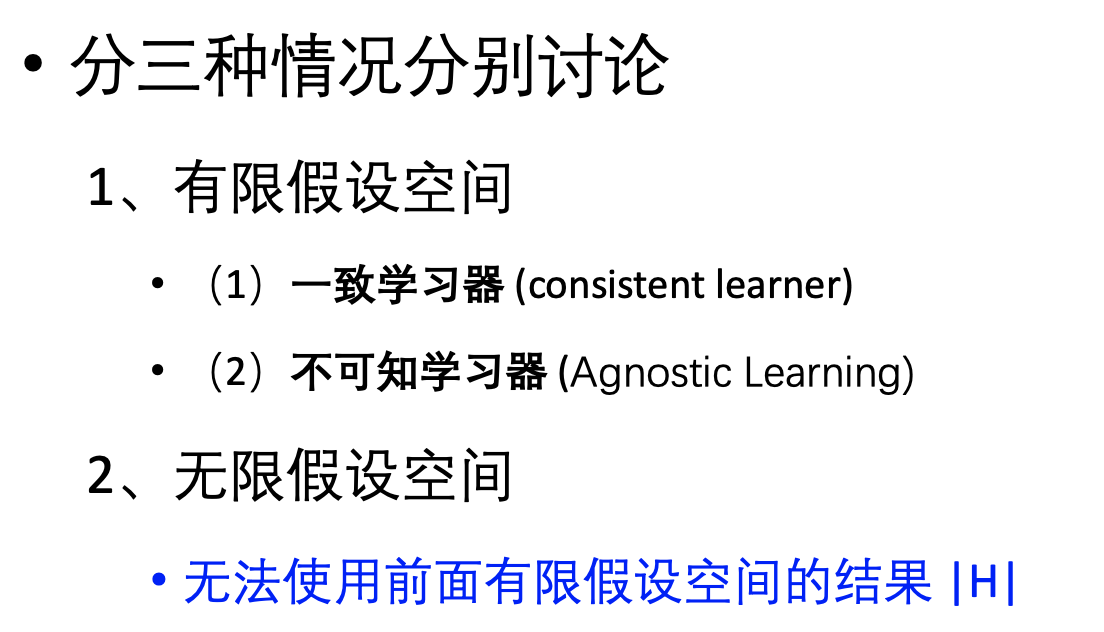 • 分三种情况分别讨论
1、有限假设空间
• （1）一致学习器 (consistent learner)
• （2）不可知学习器 (Agnostic Learning)
2、无限假设空间
• 无法使用前面有限假设空间的结果 |H|